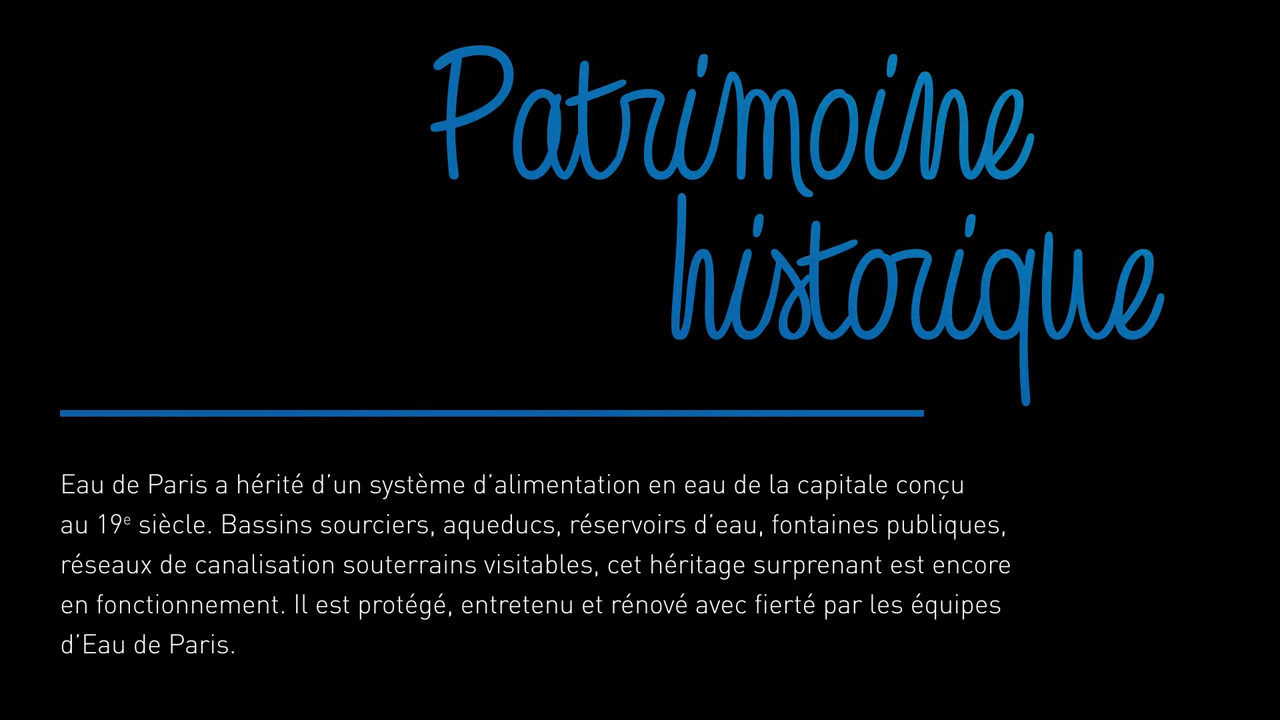 Patrimoine
historique
Eau de Paris a hérité d’un système d’alimentation en eau de la capitale conçu
au 19e siècle. Bassins sourciers, aqueducs, réservoirs d’eau, fontaines publiques,
réseaux de canalisation souterrains visitables, cet héritage surprenant est encore
en fonctionnement. Il est protégé, entretenu et rénové avec fierté par les équipes
d’Eau de Paris.